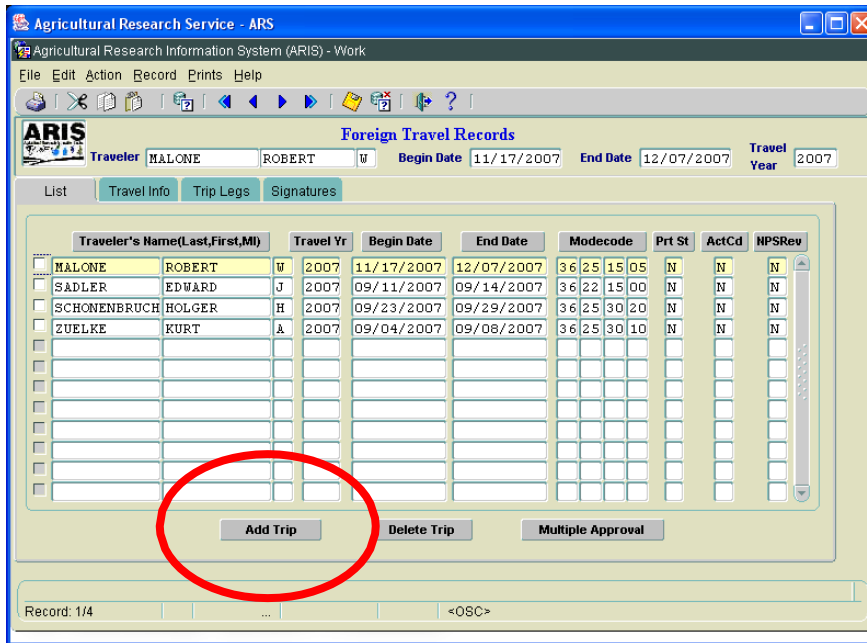 Agricultural Research Service - ARS
Agricultural Research Information System (ARIS) - Work
File Edit Action Record Prints Help
ARIS
Foreign Travel Records
Traveler MALONE ROBERT W Begin Date 11/17/2007 End Date 12/07/2007 Travel Year 2007
List Travel Info Trip Legs Signatures
Traveler's Name(Last,First,MI) Travel Yr Begin Date End Date Modecode Prt St ActCd NPSRev
MALONE ROBERT W 2007 11/17/2007 12/07/2007 36 25 15 05 N N N
SADLER EDWARD J 2007 09/11/2007 09/14/2007 36 22 15 00 N N N
SCHONENBRUCH HOLGER H 2007 09/23/2007 09/29/2007 36 25 30 20 N N N
ZUELKE KURT A 2007 09/04/2007 09/08/2007 36 25 30 10 N N N
Add Trip Delete Trip Multiple Approval
Record: 1/4 ... <OSC>